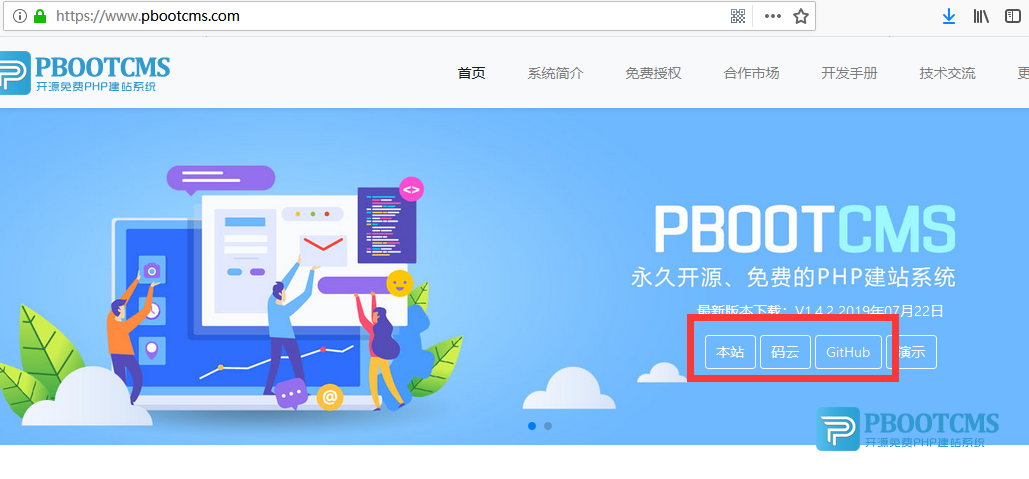 https://www.pbootcms.com
PBOOTCMS
开源免费PHP建站系统
首页 系统简介 免费授权 合作市场 开发手册 技术交流 更
<>
PBOOTCMS
永久开源、免费的PHP建站系统
最新版本下载：V1.4.2 2019年07月22日
本站 码云 GitHub 演示
@
PBOOTCMS
开源免费PHP建站系统